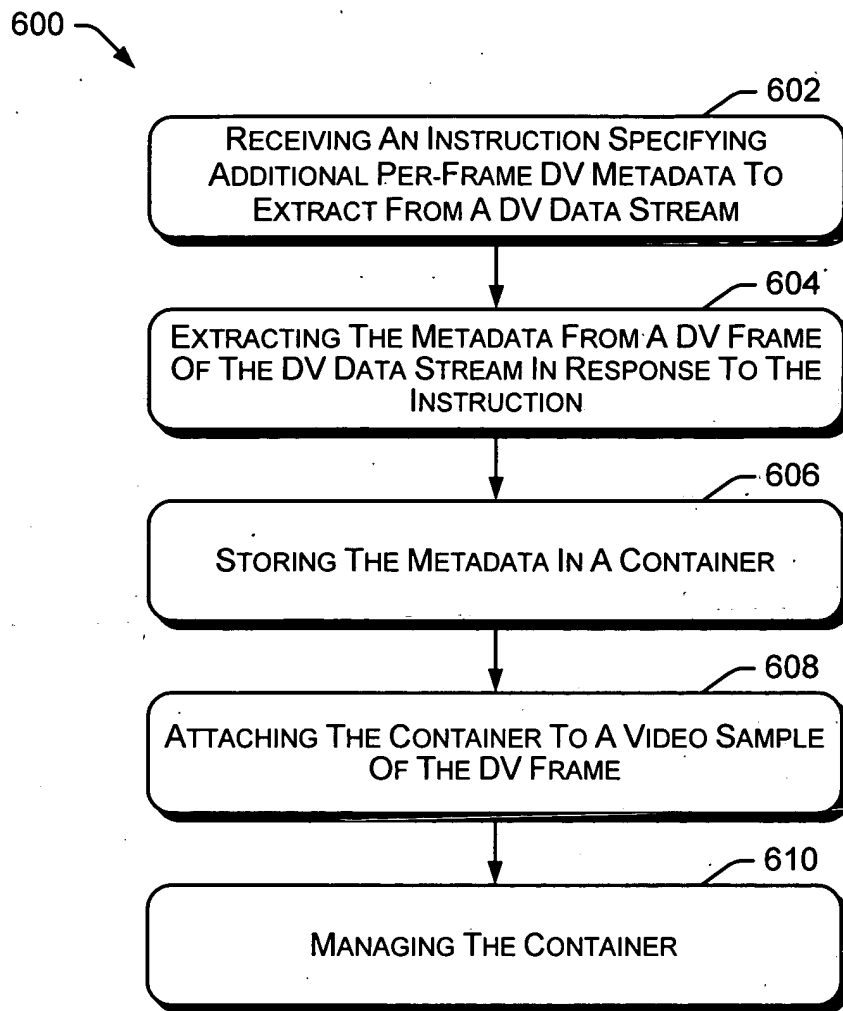 600
602
RECEIVING AN INSTRUCTION SPECIFYING
ADDITIONAL PER-FRAME DV METADATA TO
EXTRACT FROM A DV DATA STREAM
604
EXTRACTING THE METADATA FROM A DV FRAME
OF THE DV DATA STREAM IN RESPONSE TO THE
INSTRUCTION
606
STORING THE METADATA IN A CONTAINER
608
ATTACHING THE CONTAINER TO A VIDEO SAMPLE
OF THE DV FRAME
610
MANAGING THE CONTAINER